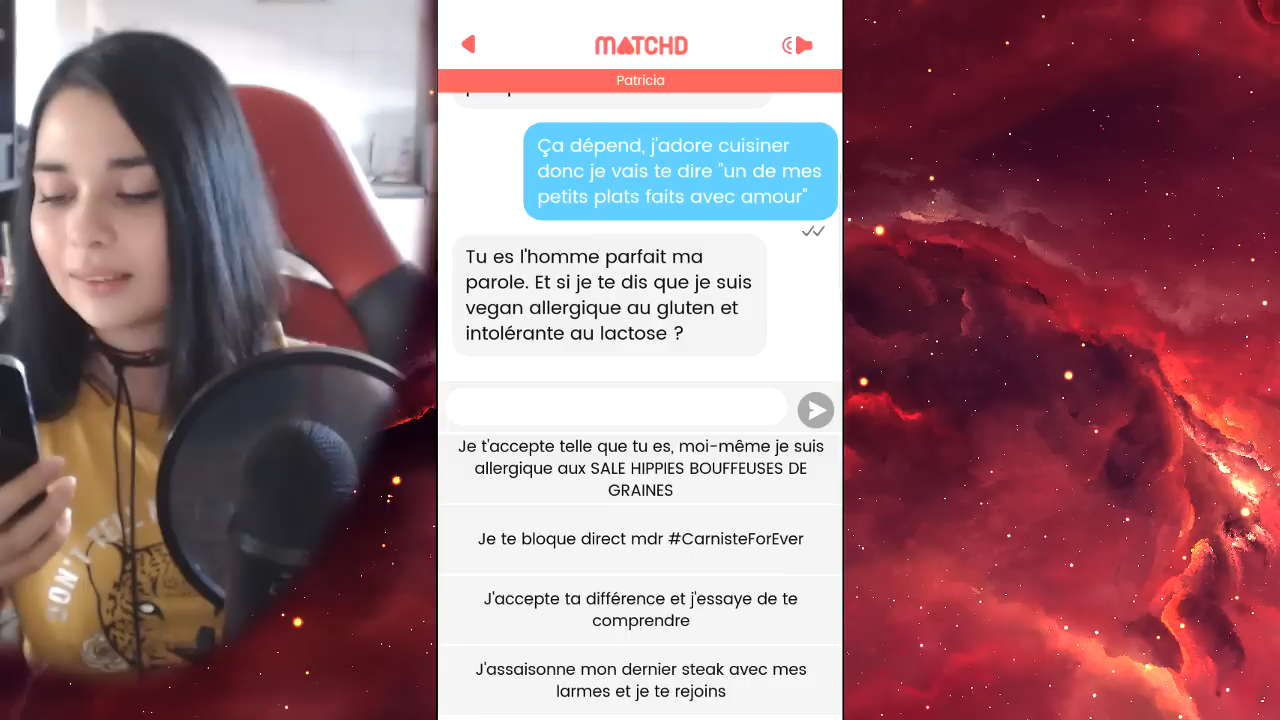 MATCHD
Patricia
Ça dépend, j'adore cuisiner
donc je vais te dire "un de mes
petits plats faits avec amour"
Tu es l'homme parfait ma
parole. Et si je te dis que je suis
vegan allergique au gluten et
intolérante au lactose ?
Je t'accepte telle que tu es, moi-même je suis
allergique aux SALE HIPPIES BOUFFEUSES DE
GRAINES
Je te bloque direct mdr #CarnisteForEver
J'accepte ta différence et j'essaye de te
comprendre
J'assaisonne mon dernier steak avec mes
larmes et je te rejoins
DON'T